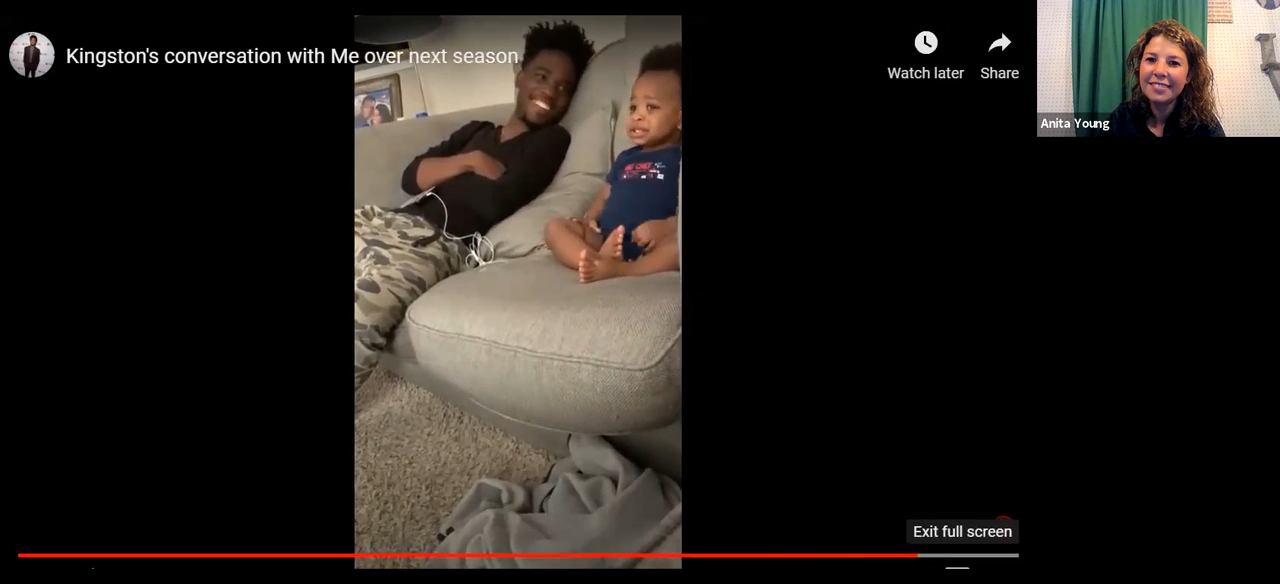 Kingston's conversation with Me over next season
Watch later
Share
Anita Young
Exit full screen